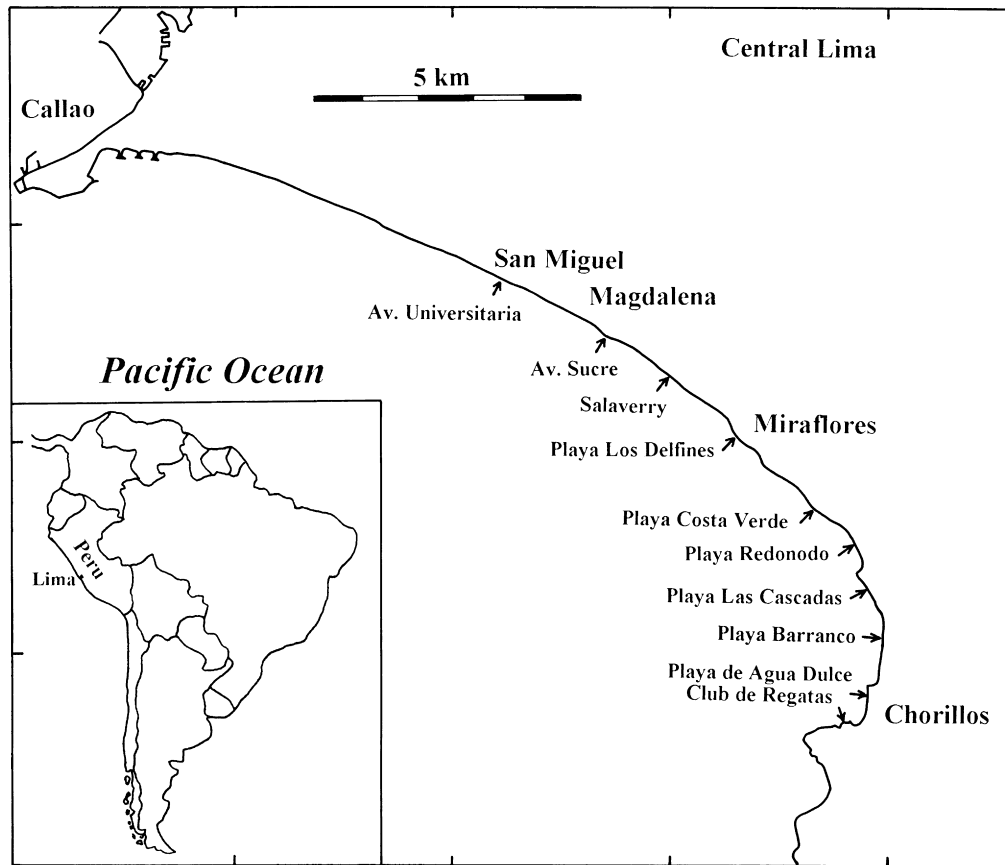 Central Lima
5 km
Callao
San Miguel
Magdalena
Av. Universitaria
Pacific Ocean
Av. Sucre
Salaverry
Miraflores
Playa Los Delfines
Playa Costa Verde
Playa Redonodo
Peru
Lima
Playa Las Cascadas
Playa Barranco
Playa de Agua Dulce
Club de Regatas
Chorillos